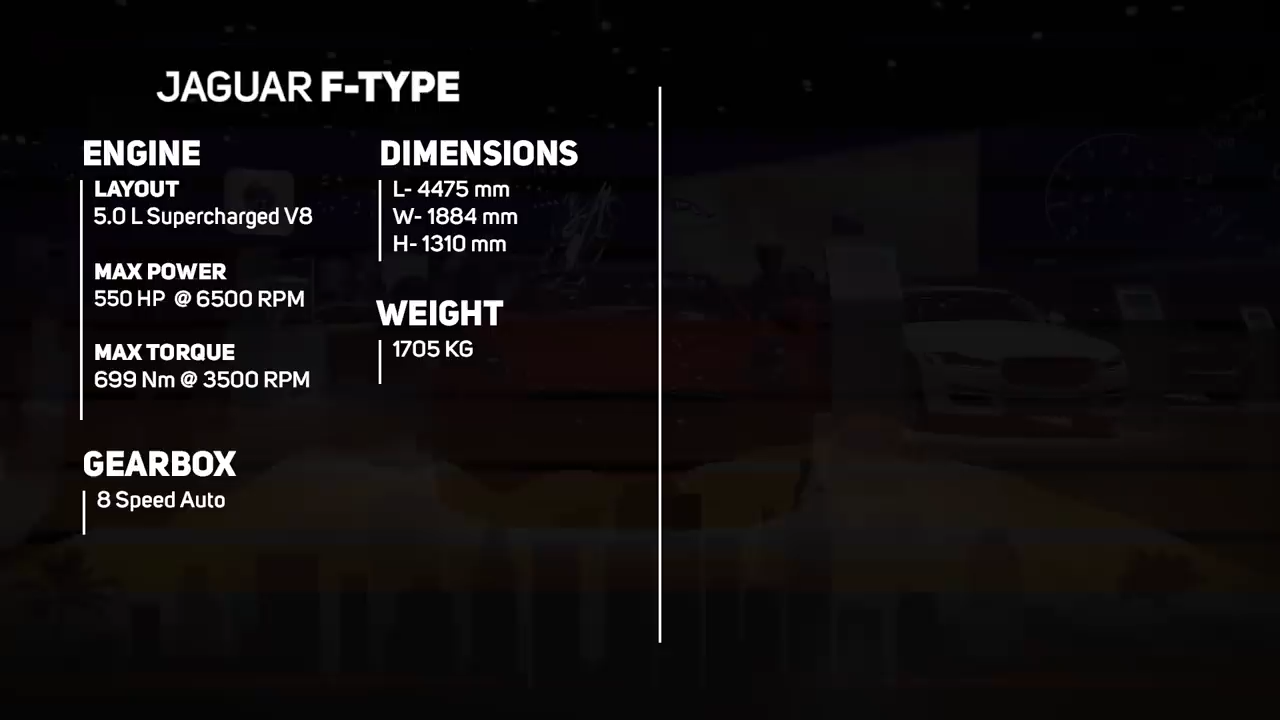 JAGUAR F-TYPE
ENGINE
LAYOUT
5.0 L Supercharged V8
MAX POWER
550 HP @ 6500 RPM
MAX TORQUE
699 Nm @ 3500 RPM
GEARBOX
8 Speed Auto
DIMENSIONS
L- 4475 mm
W- 1884 mm
H- 1310 mm
WEIGHT
1705 KG